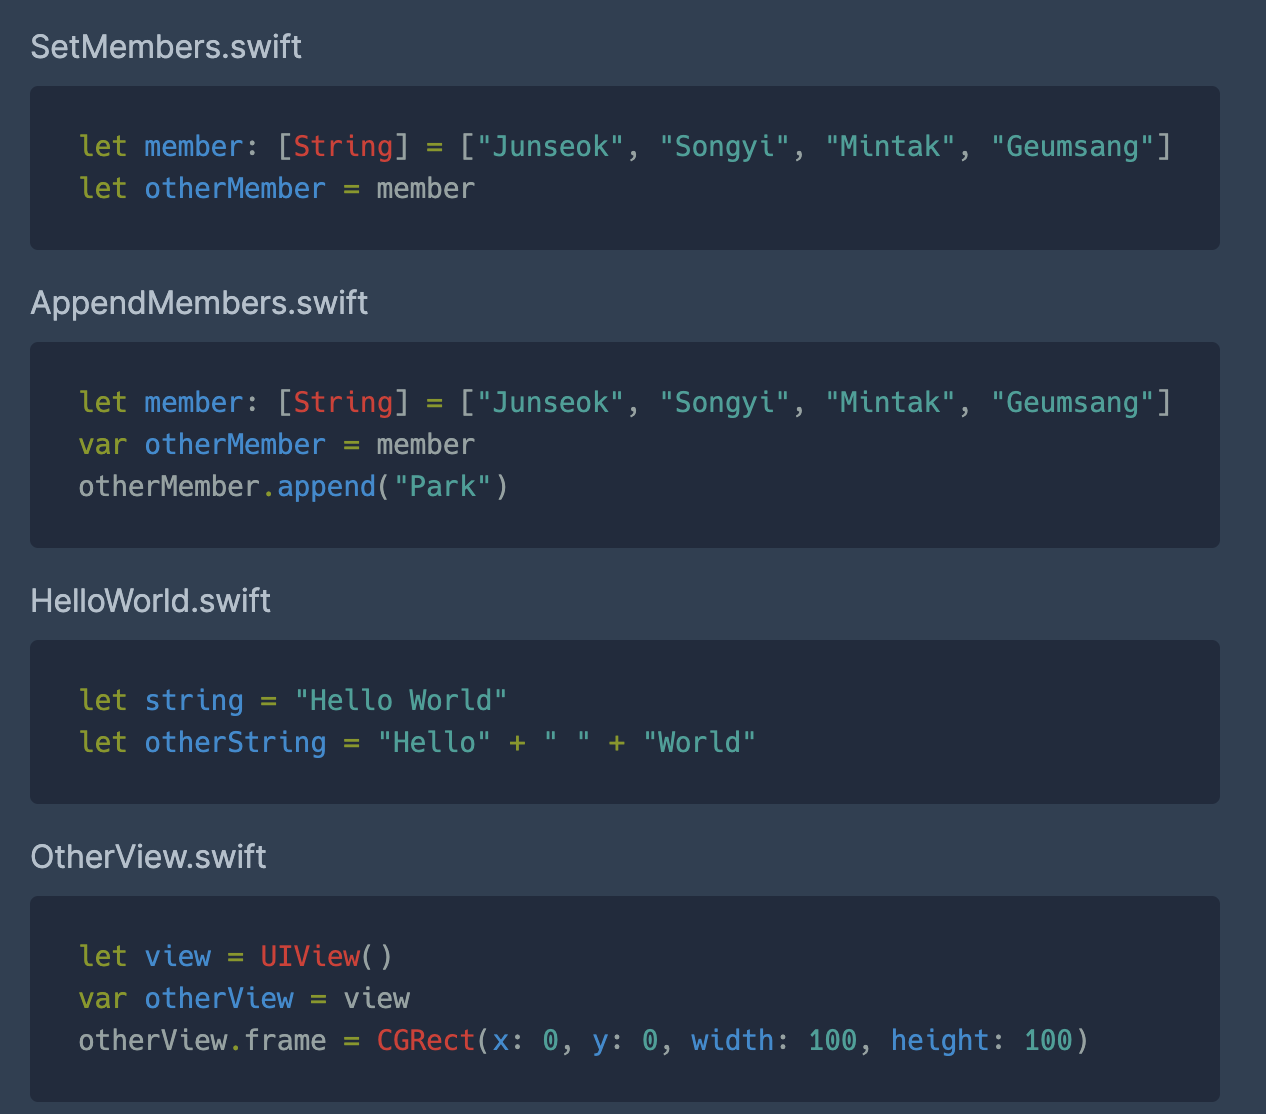 SetMembers.swift
let member: [String] = ["Junseok", "Songyi", "Mintak", "Geumsang"]
let otherMember = member
AppendMembers.swift
let member: [String] = ["Junseok", "Songyi", "Mintak", "Geumsang"]
var otherMember = member
otherMember.append("Park")
HelloWorld.swift
let string = "Hello World"
let otherString = "Hello" + " " + "World"
OtherView.swift
let view = UIView()
var otherView = view
otherView.frame = CGRect(x: 0, y: 0, width: 100, height: 100)